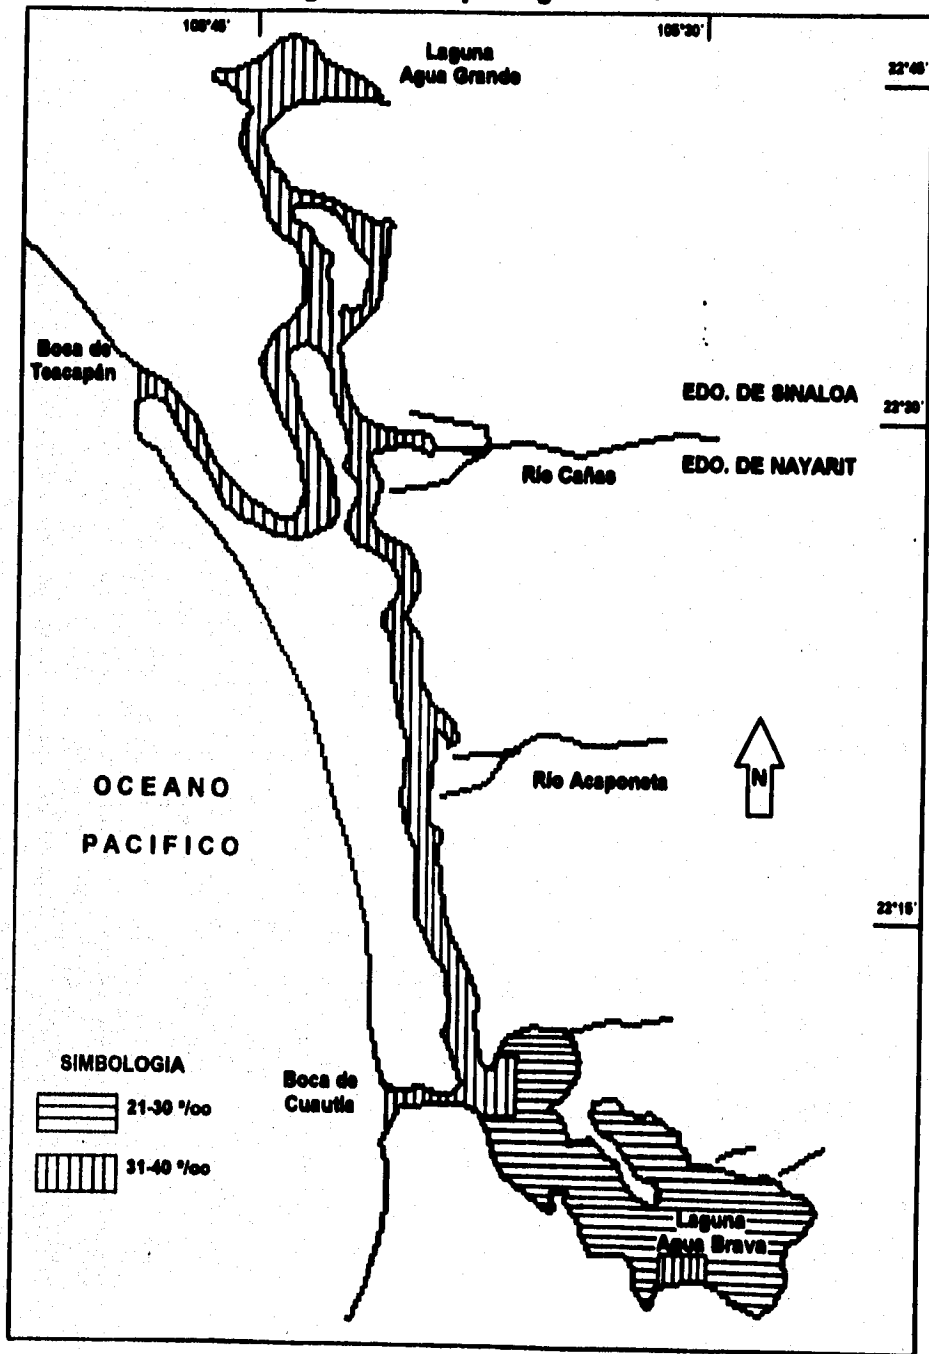 105°45'
105°30'
Laguna
Agua Grande
22°45'
Boca de
Teacapán
EDO. DE SINALOA
22°30'
Río Cañas
EDO. DE NAYARIT
OCEANO
PACIFICO
Río Acaponeta
N
22°15'
SIMBOLOGIA
21-30 °/oo
31-40 °/oo
Boca de
Cuautla
Laguna
Agua Brava